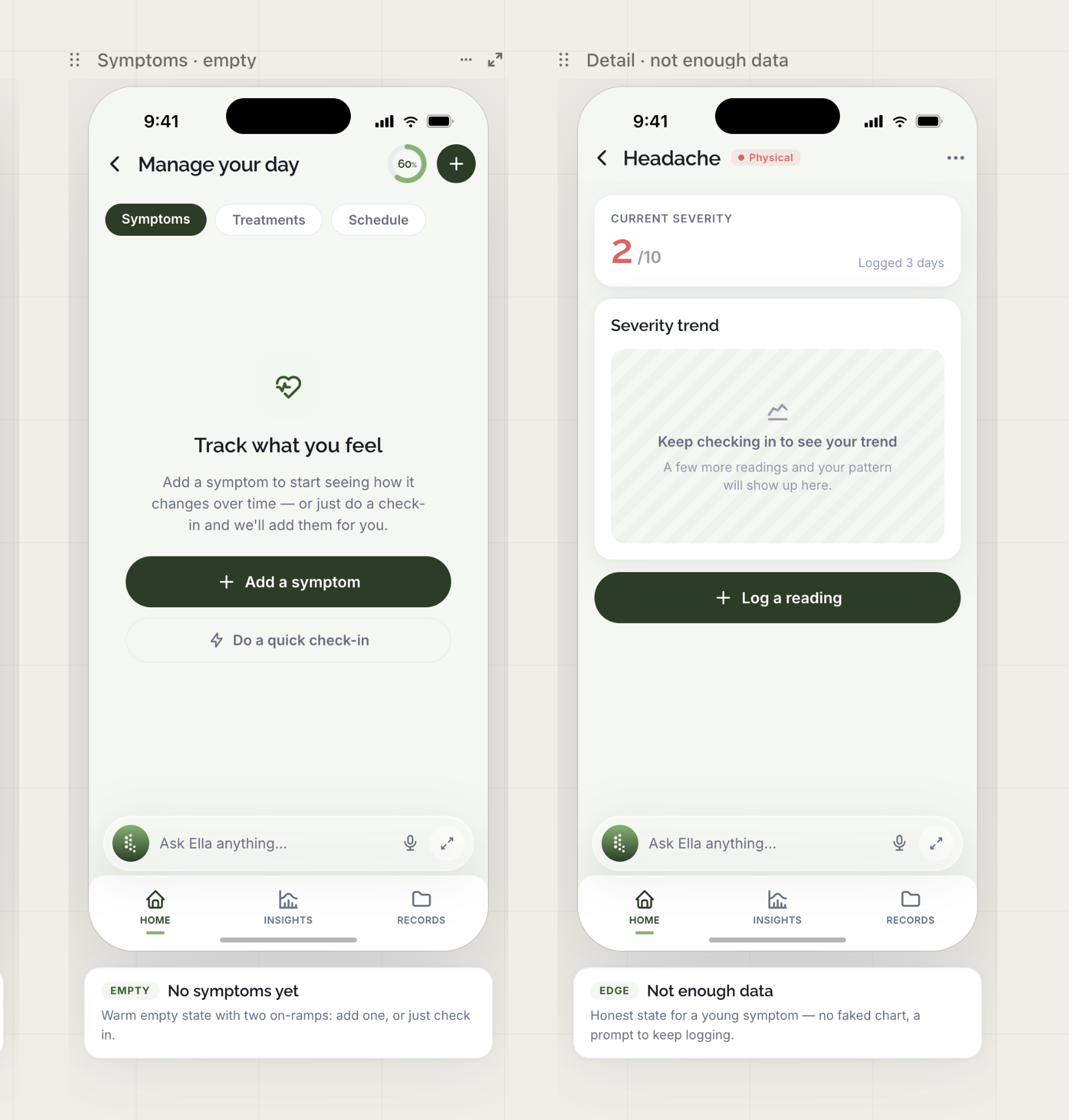 Symptoms · empty
9:41
Manage your day
60%
Symptoms
Treatments
Schedule
Track what you feel
Add a symptom to start seeing how it
changes over time — or just do a check-
in and we'll add them for you.
Add a symptom
Do a quick check-in
Ask Ella anything...
HOME
INSIGHTS
RECORDS
EMPTY No symptoms yet
Warm empty state with two on-ramps: add one, or just check
in.
Detail · not enough data
9:41
Headache
Physical
CURRENT SEVERITY
2 /10
Logged 3 days
Severity trend
Keep checking in to see your trend
A few more readings and your pattern
will show up here.
Log a reading
Ask Ella anything...
HOME
INSIGHTS
RECORDS
EDGE Not enough data
Honest state for a young symptom — no faked chart, a
prompt to keep logging.